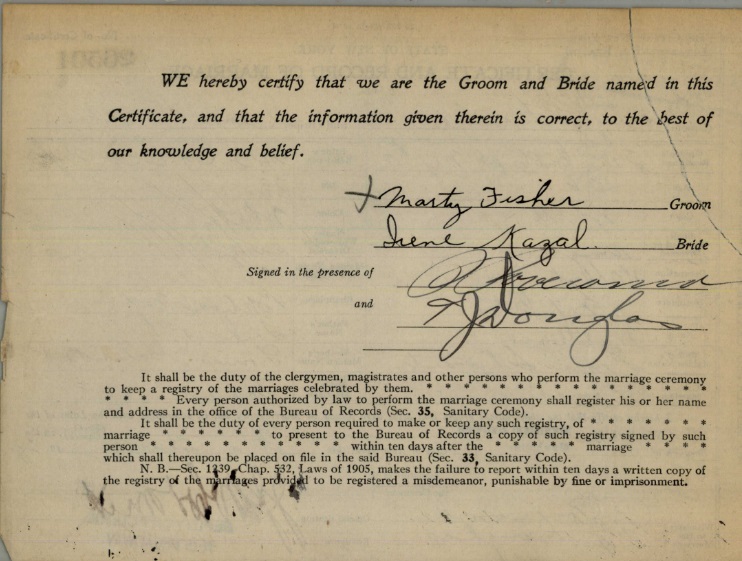 WE hereby certify that we are the Groom and Bride named in this
Certificate, and that the information given therein is correct, to the best of
our knowledge and belief.
Marty Fisher Groom
Irene Kazal Bride
Signed in the presence of
and T J Douglas
It shall be the duty of the clergymen, magistrates and other persons who perform the marriage ceremony
to keep a registry of the marriages celebrated by them. * * * * * * * * * * * * * * * * *
* * * * Every person authorized by law to perform the marriage ceremony shall register his or her name
and address in the office of the Bureau of Records (Sec. 35, Sanitary Code).
It shall be the duty of every person required to make or keep any such registry, of * * * * * *
marriage * * * * * * to present to the Bureau of Records a copy of such registry signed by such
person * * * * * * * * * * * within ten days after the * * * * * marriage * * * *
which shall thereupon be placed on file in the said Bureau (Sec. 33, Sanitary Code).
N. B.—Sec. 1239, Chap. 532, Laws of 1905, makes the failure to report within ten days a written copy of
the registry of the marriages provided to be registered a misdemeanor, punishable by fine or imprisonment.